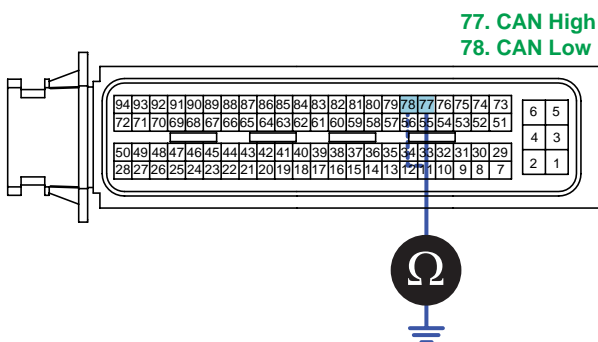 77. CAN High
78. CAN Low
94 93 92 91 90 89 88 87 86 85 84 83 82 81 80 79 78 77 76 75 74 73
72 71 70 69 68 67 66 65 64 63 62 61 60 59 58 57 56 55 54 53 52 51
6 5
4 3
50 49 48 47 46 45 44 43 42 41 40 39 38 37 36 35 34 33 32 31 30 29
28 27 26 25 24 23 22 21 20 19 18 17 16 15 14 13 12 11 10 9 8 7
2 1
Ω